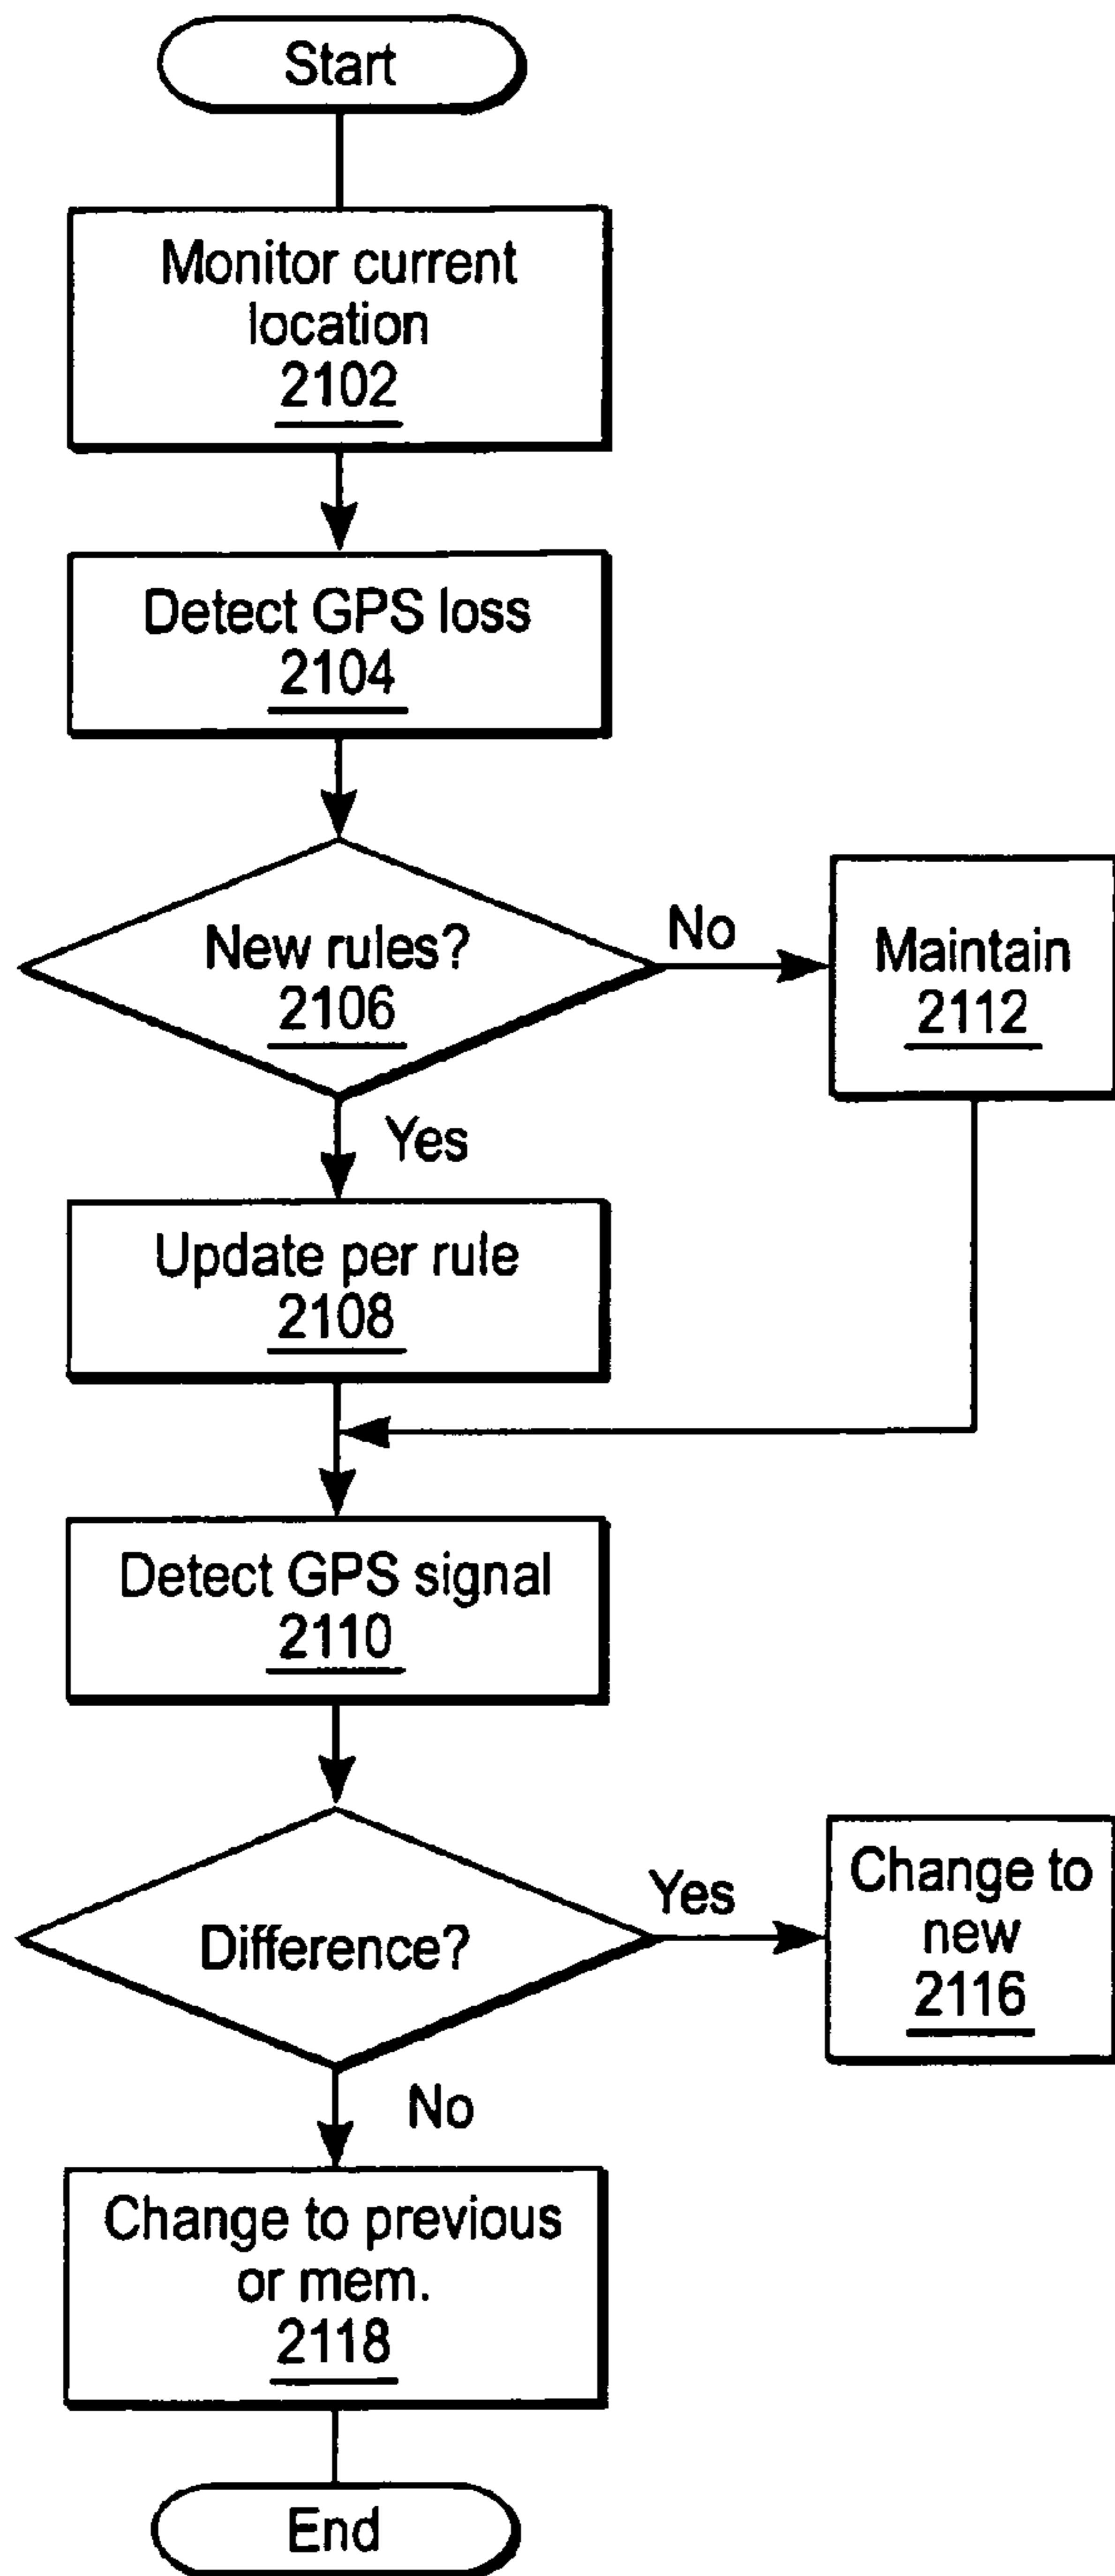 Start
Monitor current
location
2102
Detect GPS loss
2104
New rules?
2106
No
Maintain
2112
Yes
Update per rule
2108
Detect GPS signal
2110
Difference?
Yes
Change to
new
2116
No
Change to previous
or mem.
2118
End